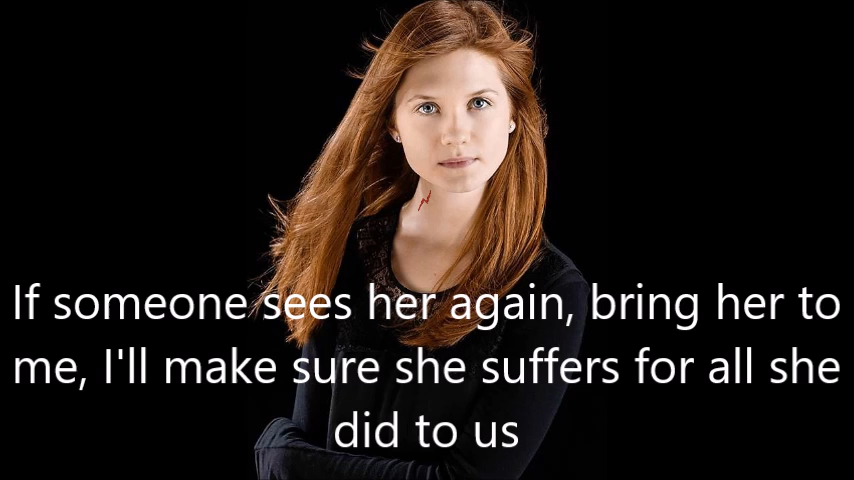 If someone sees her again, bring her to
me, I'll make sure she suffers for all she
did to us